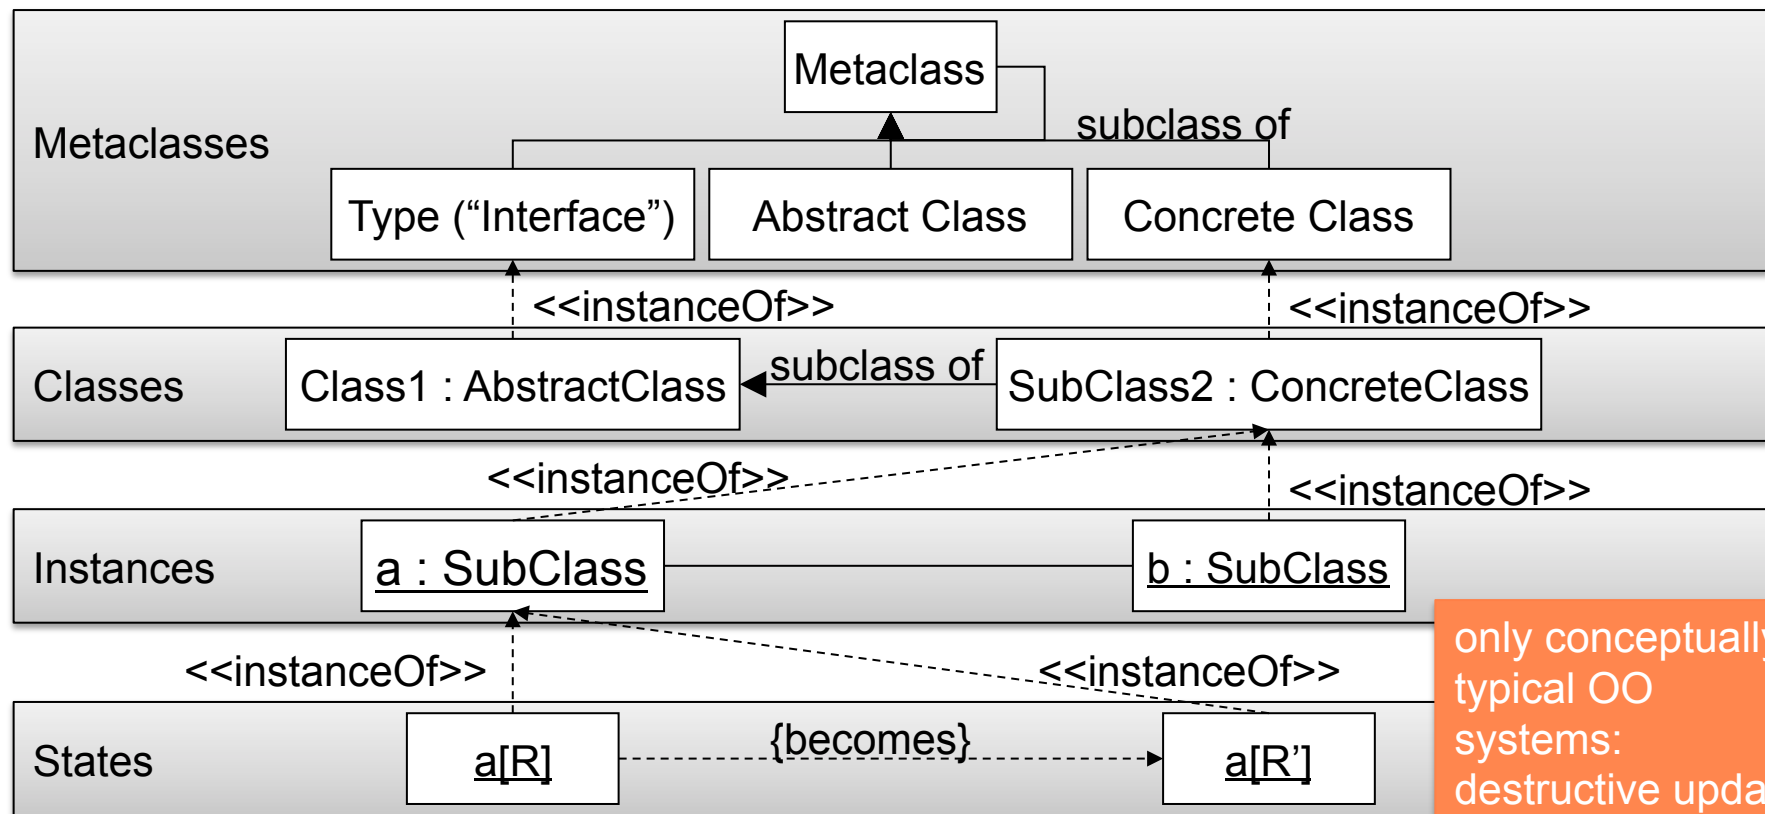 Metaclass
subclass of
Metaclasses
Type (“Interface”)
Abstract Class
Concrete Class
<<instanceOf>>
<<instanceOf>>
Classes
Class1 : AbstractClass
subclass of
SubClass2 : ConcreteClass
<<instanceOf>>
<<instanceOf>>
Instances
a : SubClass
b : SubClass
<<instanceOf>>
<<instanceOf>>
States
a[R]
{becomes}
a[R’]
only conceptually
typical OO
systems:
destructive upda